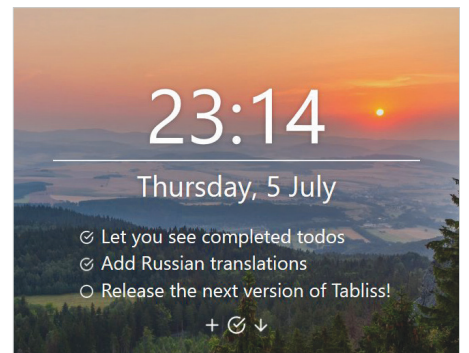 23:14
Thursday, 5 July
Let you see completed todos
Add Russian translations
Release the next version of Tabliss!